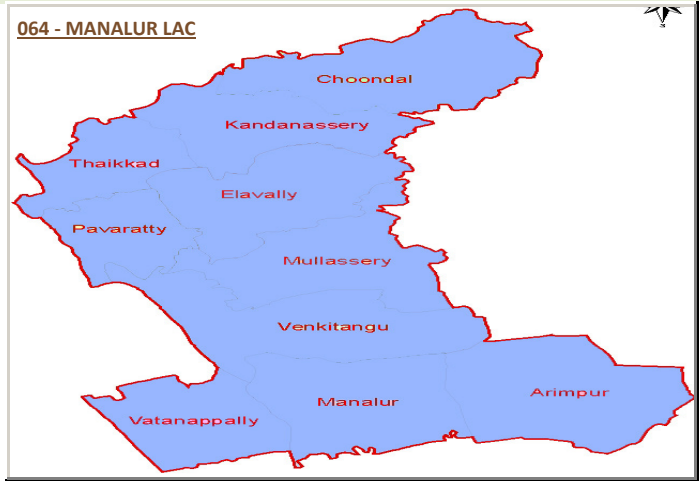 064 - MANALUR LAC
Choondal
Kandanassery
Thaikkad
Elavally
Pavaratty
Mullassery
Venkitangu
Arimpur
Manalur
Vatanappally